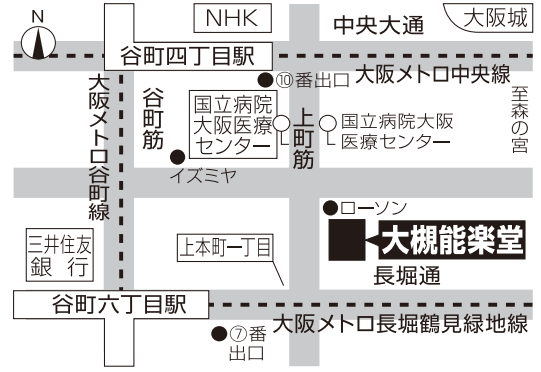 N
NHK
中央大通
大阪城
谷町四丁目駅
大阪メトロ中央線
⑩番出口
至森の宮
大阪メトロ谷町線
谷町筋
国立病院
大阪医療
センター
上町筋
国立病院大阪
医療センター
イズミヤ
ローソン
大槻能楽堂
三井住友
銀行
上本町一丁目
長堀通
谷町六丁目駅
大阪メトロ長堀鶴見緑地線
⑦番
出口